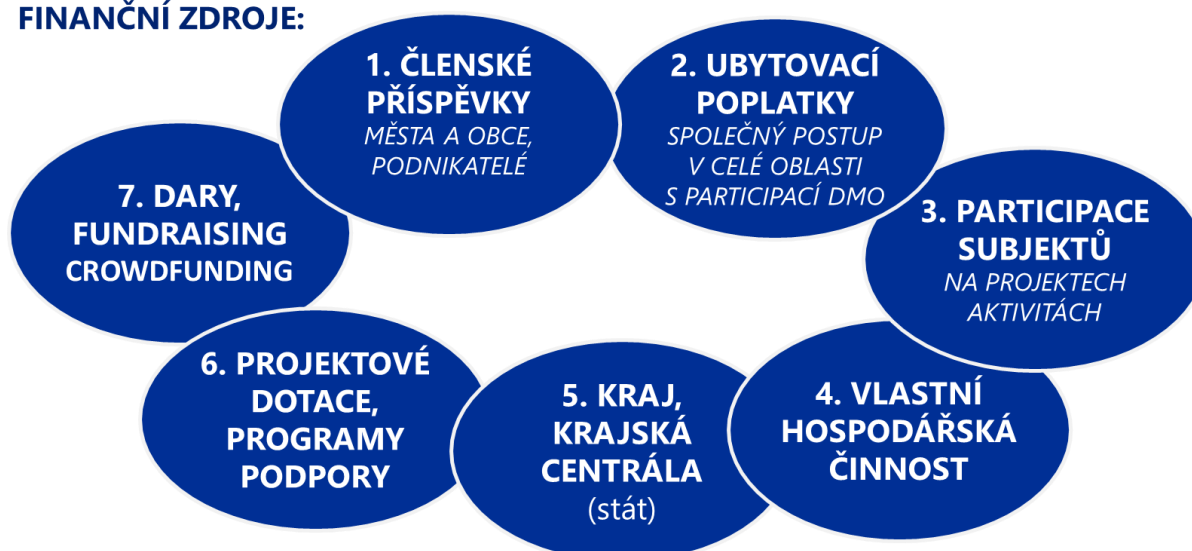 FINANČNÍ ZDROJE:
1. ČLENSKÉ
PŘÍSPĚVKY
MĚSTA A OBCE,
PODNIKATELÉ
2. UBYTOVACÍ
POPLATKY
SPOLEČNÝ POSTUP
V CELÉ OBLASTI
S PARTICIPACÍ DMO
3. PARTICIPACE
SUBJEKTŮ
NA PROJEKTECH
AKTIVITÁCH
4. VLASTNÍ
HOSPODÁŘSKÁ
ČINNOST
5. KRAJ,
KRAJSKÁ
CENTRÁLA
(stát)
6. PROJEKTOVÉ
DOTACE,
PROGRAMY
PODPORY
7. DARY,
FUNDRAISING
CROWDFUNDING